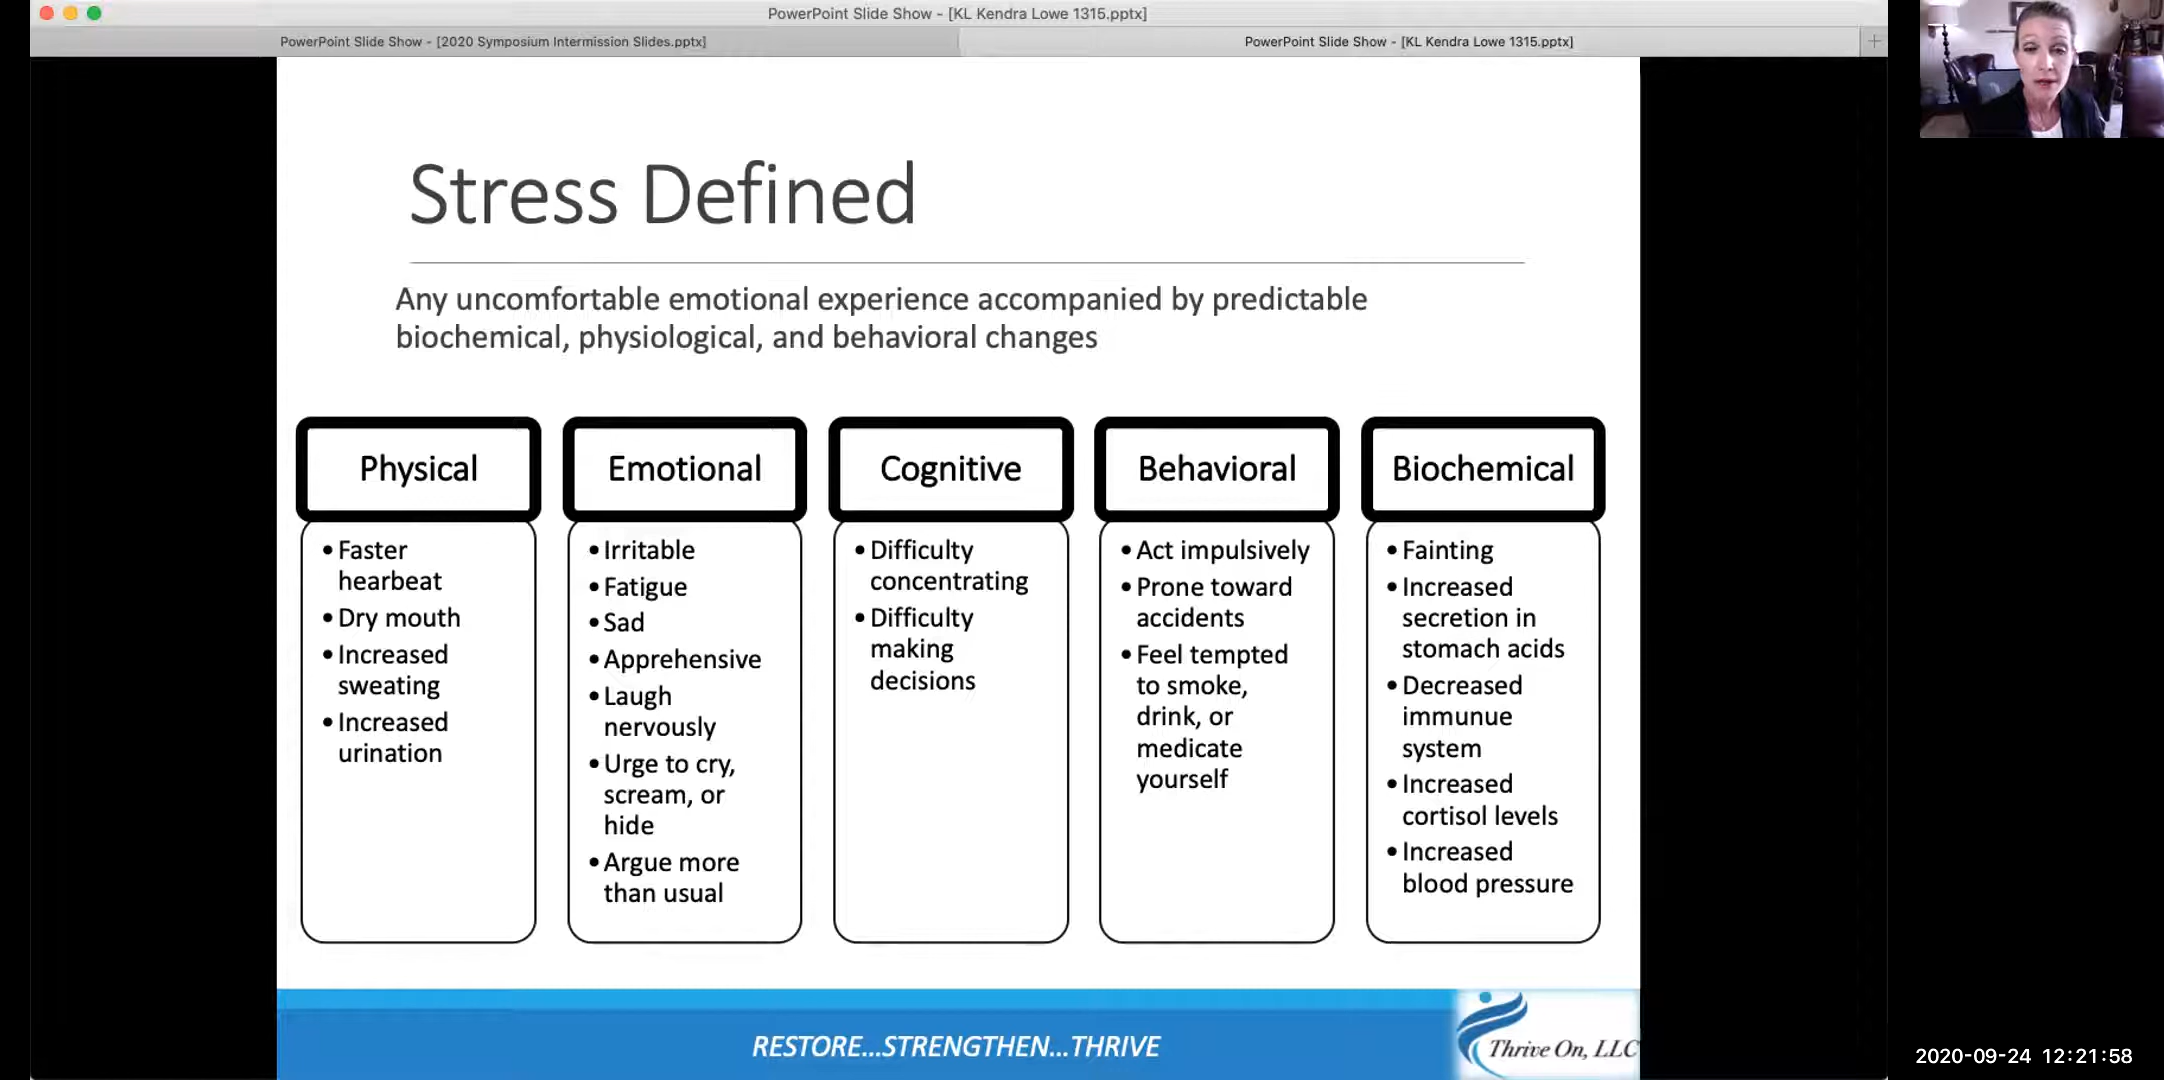 PowerPoint Slide Show - [KL Kendra Lowe 1315.pptx]
PowerPoint Slide Show - [2020 Symposium Intermission Slides.pptx]
PowerPoint Slide Show - [KL Kendra Lowe 1315.pptx]
Stress Defined
Any uncomfortable emotional experience accompanied by predictable
biochemical, physiological, and behavioral changes
Physical
• Faster
hearbeat
• Dry mouth
• Increased
sweating
• Increased
urination
Emotional
• Irritable
• Fatigue
• Sad
• Apprehensive
• Laugh
nervously
• Urge to cry,
scream, or
hide
• Argue more
than usual
Cognitive
• Difficulty
concentrating
• Difficulty
making
decisions
Behavioral
• Act impulsively
• Prone toward
accidents
• Feel tempted
to smoke,
drink, or
medicate
yourself
Biochemical
• Fainting
• Increased
secretion in
stomach acids
• Decreased
immunue
system
• Increased
cortisol levels
• Increased
blood pressure
RESTORE...STRENGTHEN...THRIVE
Thrive On, LLC
2020-09-24 12:21:58